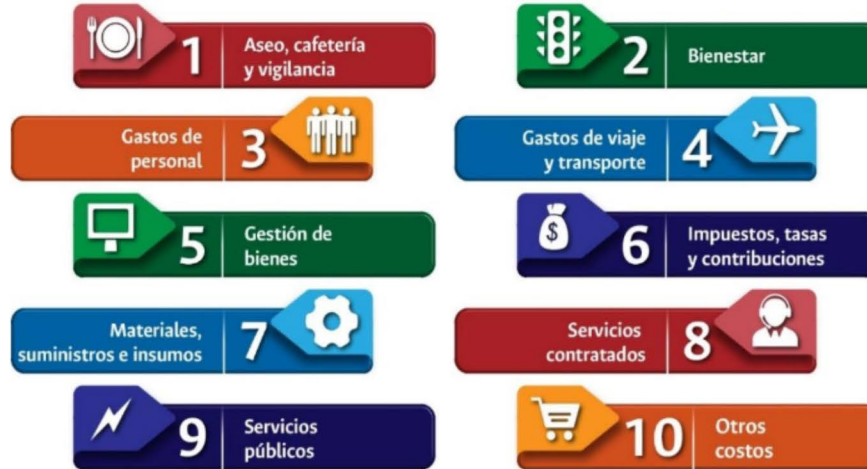 1
Aseo, cafetería
y vigilancia
2
Bienestar
Gastos de
personal
3
Gastos de viaje
y transporte
4
5
Gestión de
bienes
$
6
Impuestos, tasas
y contribuciones
Materiales,
suministros e insumos
7
Servicios
contratados
8
9
Servicios
públicos
10
Otros
costos